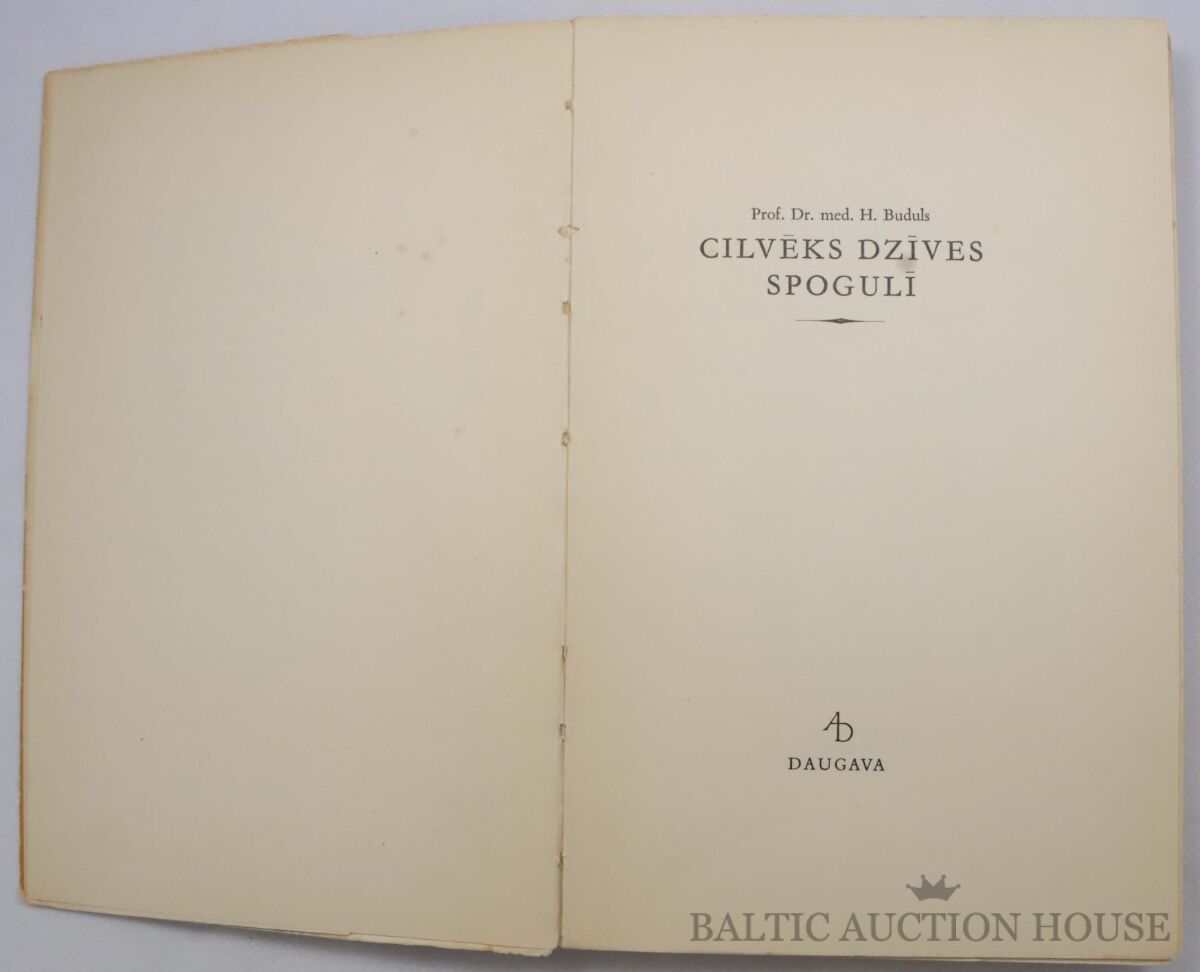 Prof. Dr. med. H. Buduls
CILVĒKS DZĪVES
SPOGULĪ
AD
DAUGAVA
BALTIC AUCTION HOUSE